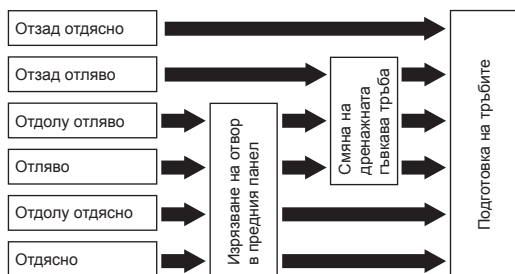 Отзад отдясно
Отзад отляво
Отдолу отляво
Отляво
Отдолу отдясно
Отдясно
Изрязване на отвор
в предния панел
Смяна на
дренажната
гъвкава тръба
Подготовка на тръбите